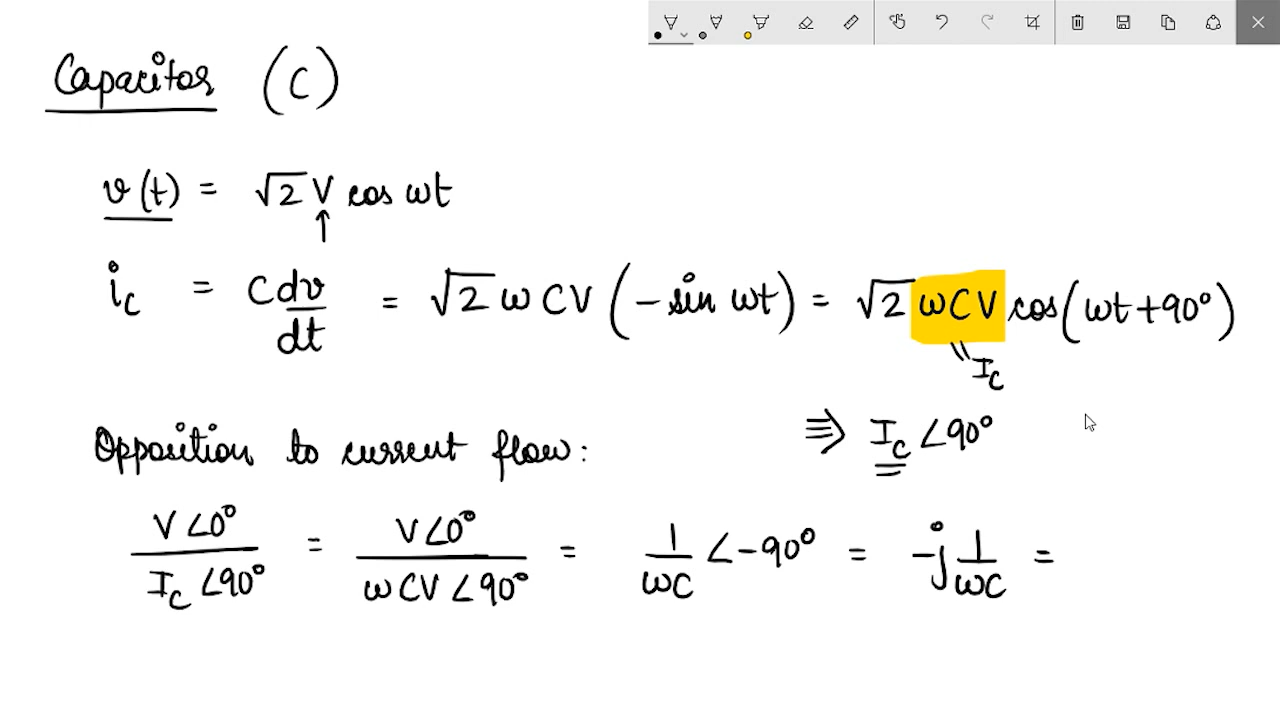 Capacitor (C)
v(t) = √2 V cos ωt
↑
i_c = C dv/dt = √2 ω C V (− sin ωt) = √2 ωCV cos(ωt + 90°)
" I_c
⇛ I_c ∠90°
Opposition to current flow:
V∠0° / I_c ∠90° = V∠0° / ωCV ∠90° = 1/ωC ∠−90° = −j 1/ωC =